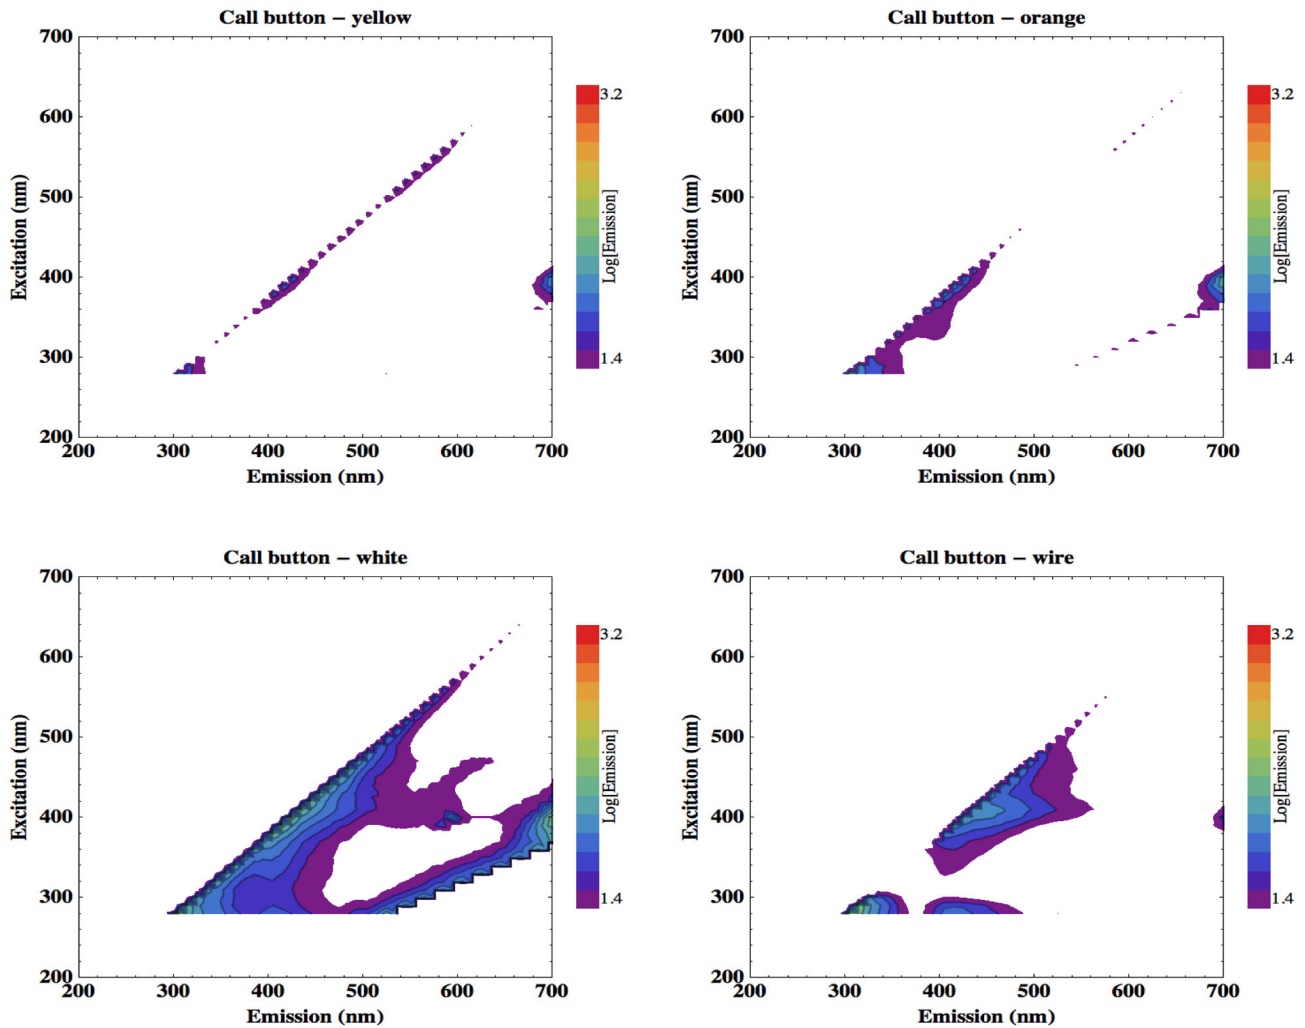 Call button – yellow
700
600
500
400
300
200
200 300 400 500 600 700
Excitation (nm)
Emission (nm)
3.2
Log[Emission]
1.4
Call button – orange
700
600
500
400
300
200
200 300 400 500 600 700
Excitation (nm)
Emission (nm)
3.2
Log[Emission]
1.4
Call button – white
700
600
500
400
300
200
200 300 400 500 600 700
Excitation (nm)
Emission (nm)
3.2
Log[Emission]
1.4
Call button – wire
700
600
500
400
300
200
200 300 400 500 600 700
Excitation (nm)
Emission (nm)
3.2
Log[Emission]
1.4